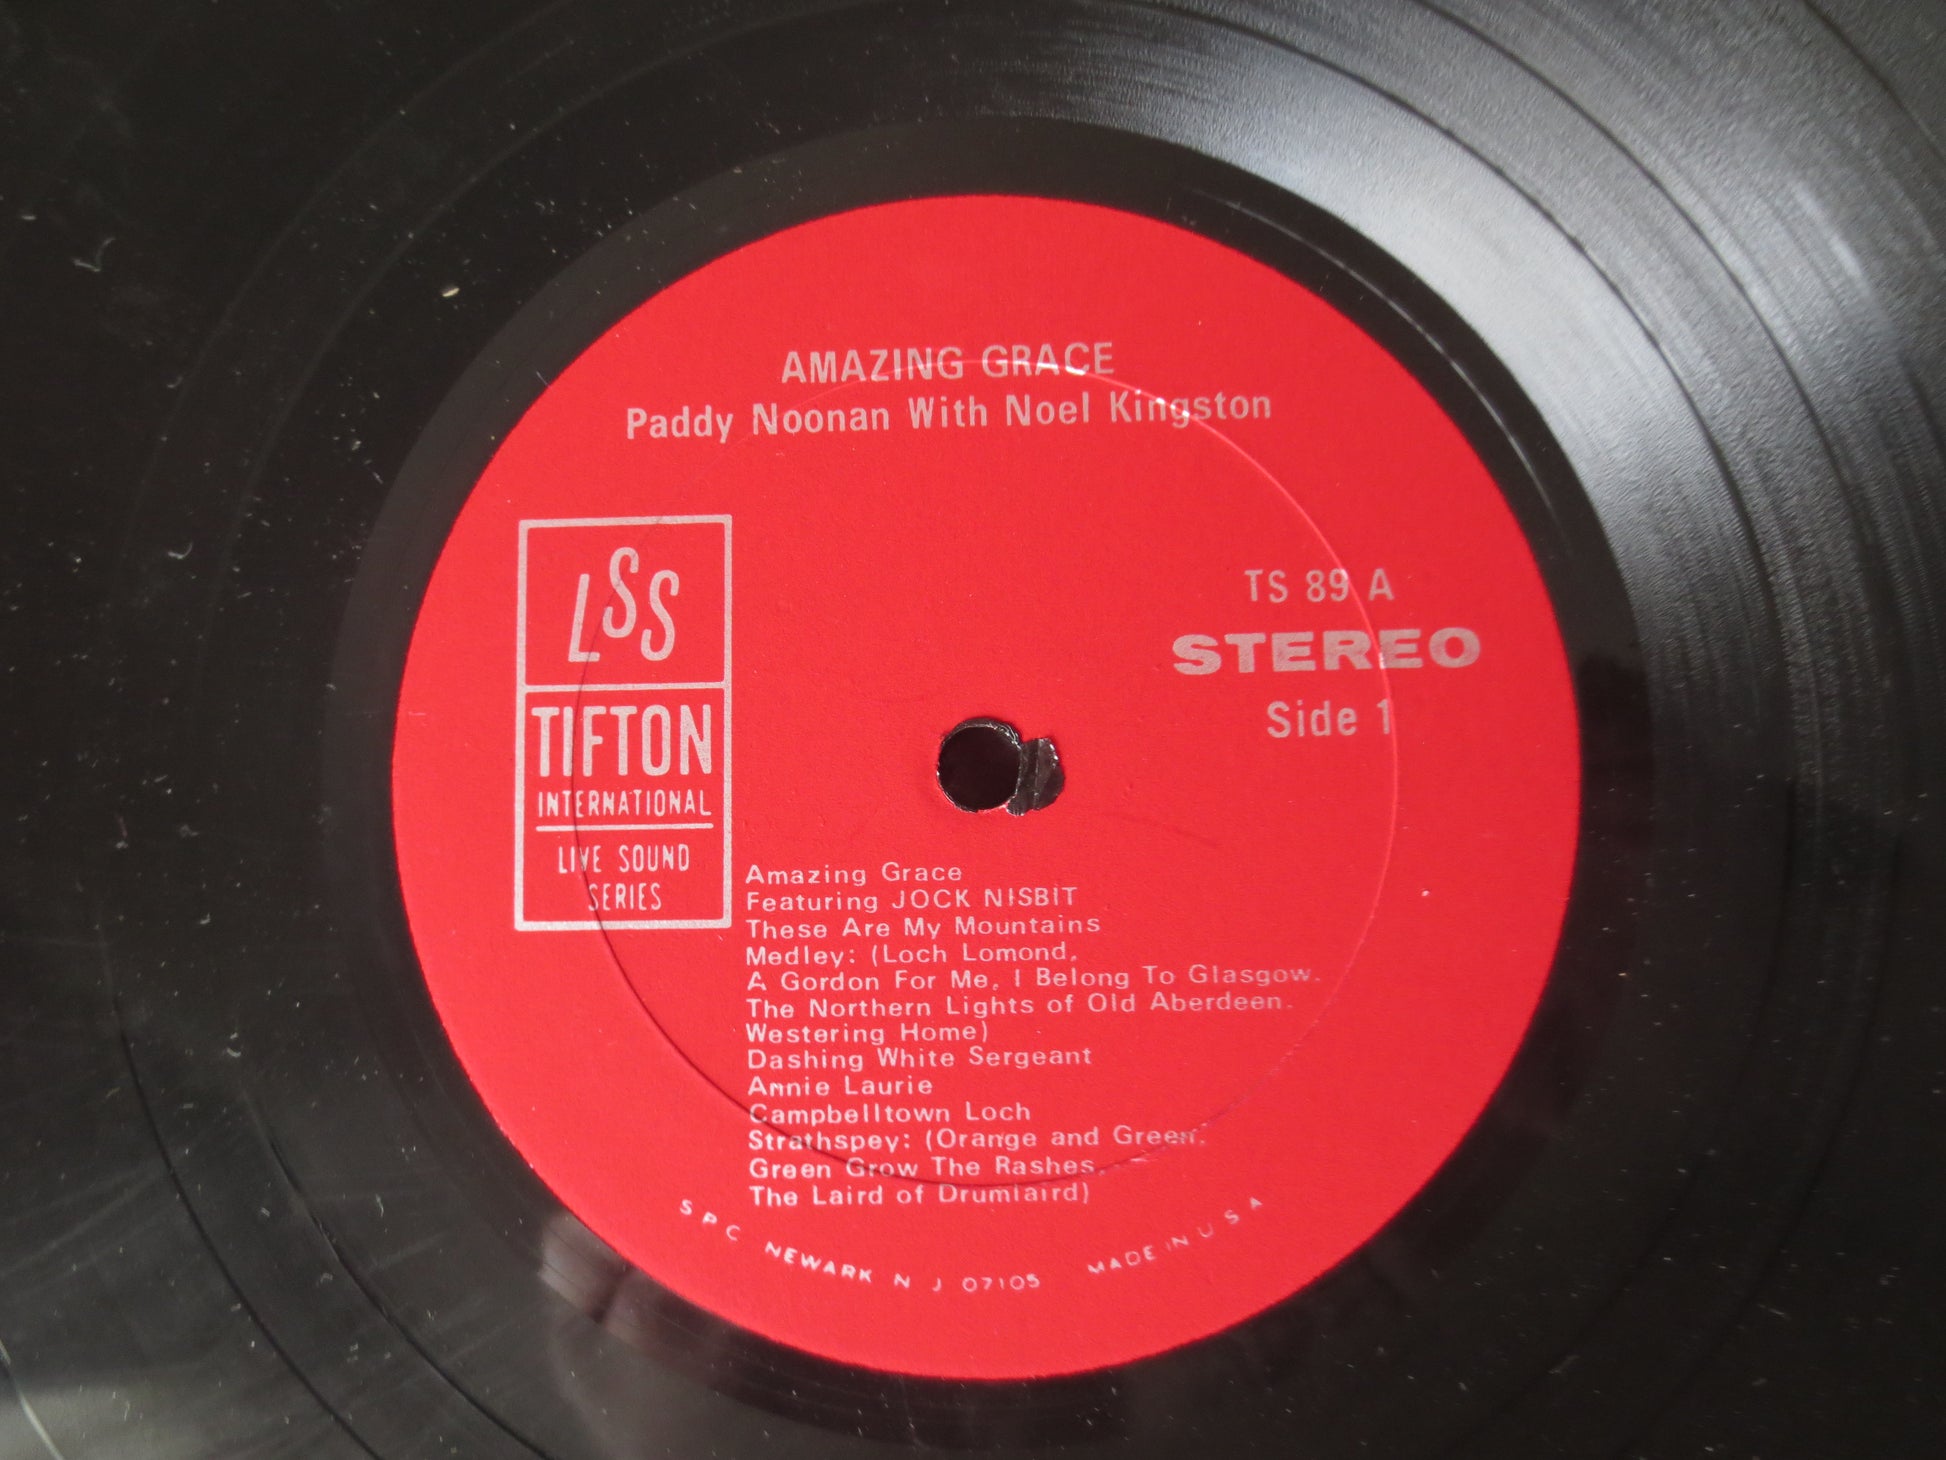 AMAZING GRACE
Paddy Noonan With Noel Kingston
LSS
TIFTON
INTERNATIONAL
LIVE SOUND
SERIES
TS 89 A
STEREO
Side 1
Amazing Grace
Featuring JOCK NISBIT
These Are My Mountains
Medley: (Loch Lomond,
A Gordon For Me, I Belong To Glasgow.
The Northern Lights of Old Aberdeen.
Westering Home)
Dashing White Sergeant
Annie Laurie
Campbelltown Loch
Strathspey: (Orange and Green,
Green Grow The Rashes,
The Laird of Drumlaird)
SPC NEWARK N J 07105 MADE IN USA